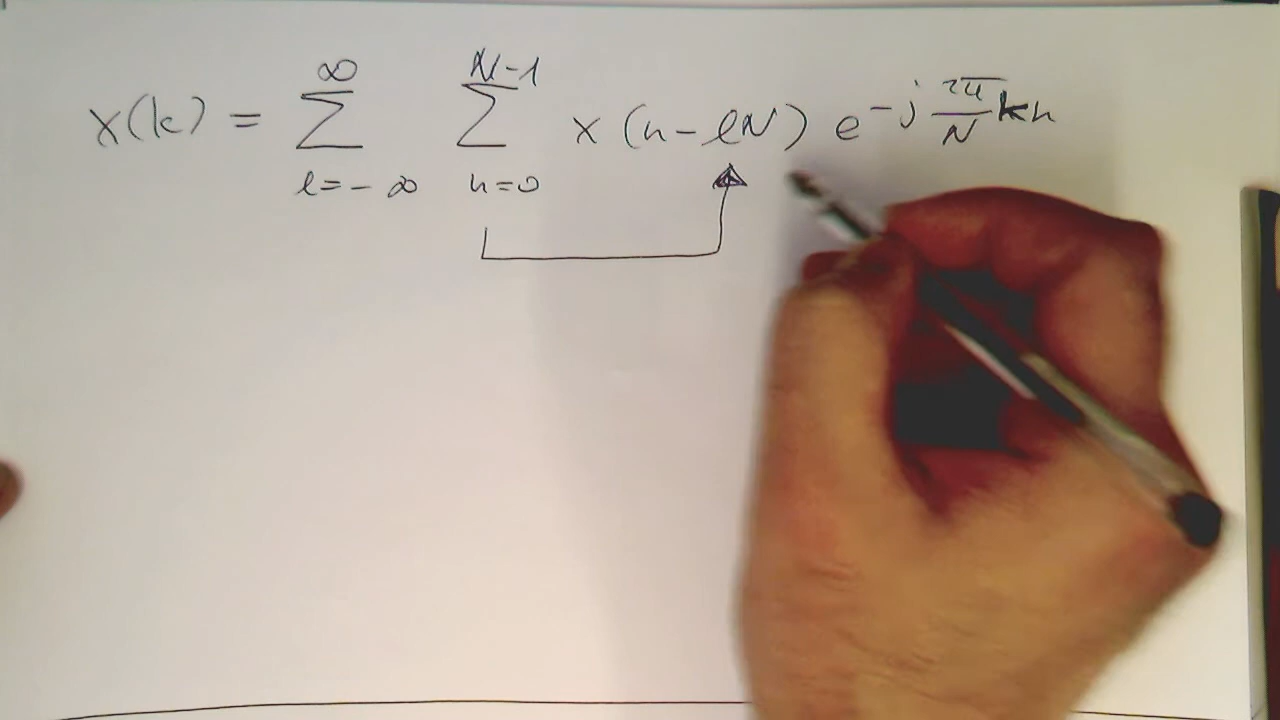 X(k) = ∞∑l=-∞ N-1∑n=0 x(n-lN) e^-j 2π/N kn